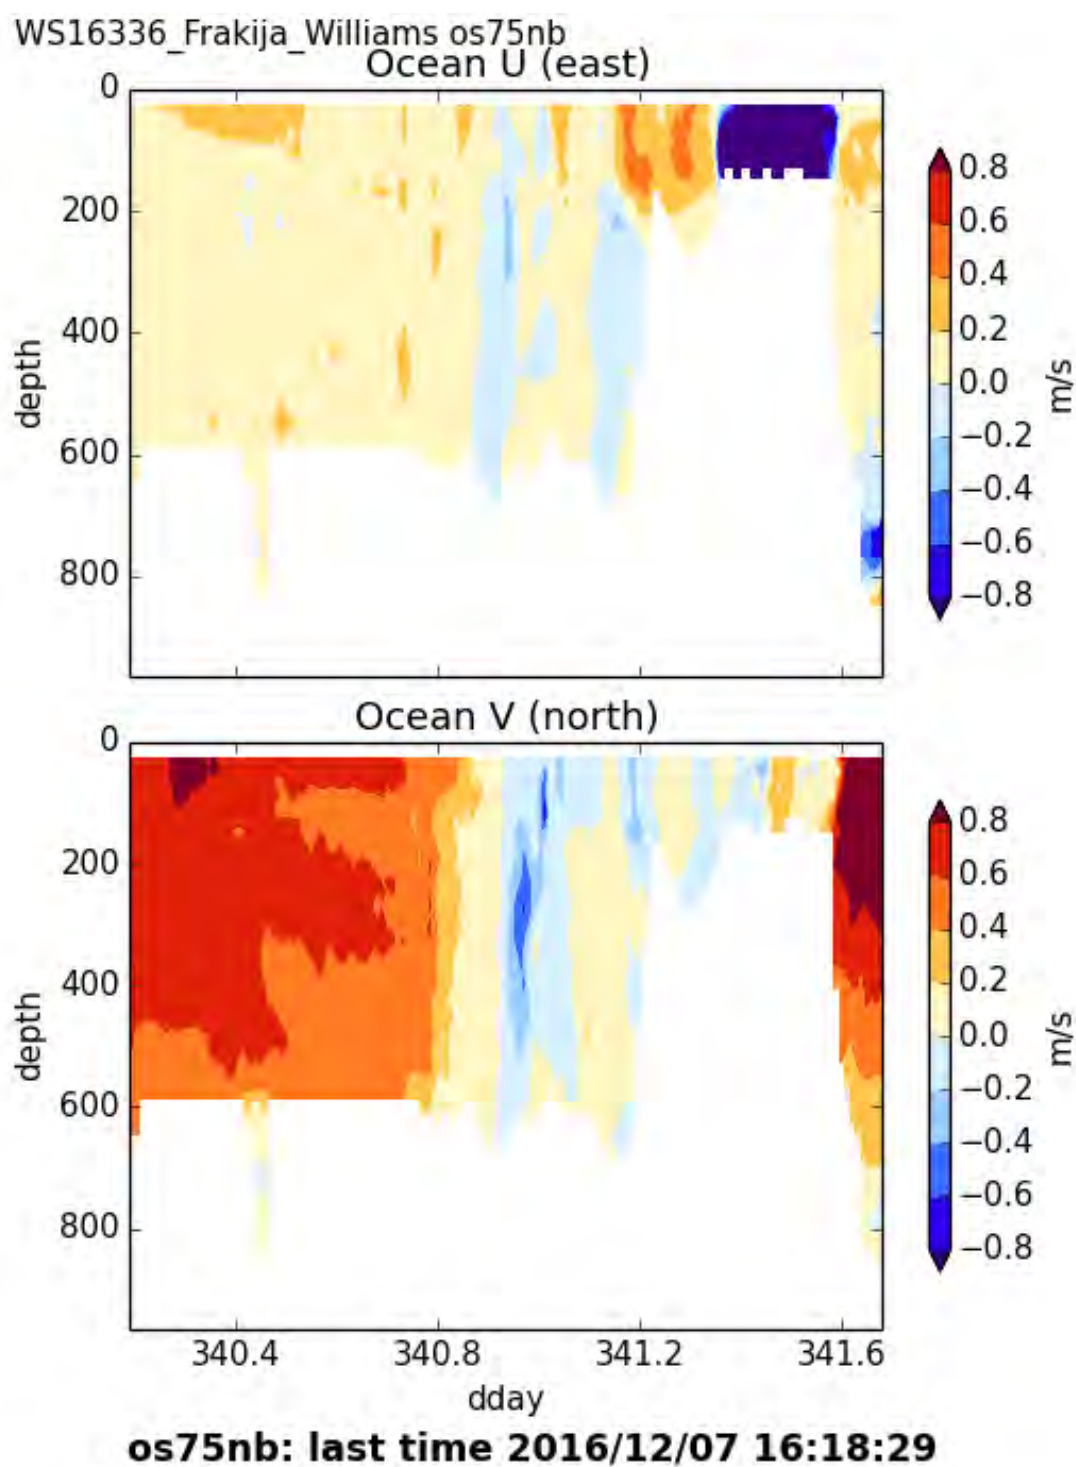 WS16336_Frakija_Williams os75nb
Ocean U (east)
0
200
400
600
800
depth
0.8
0.6
0.4
0.2
0.0
−0.2
−0.4
−0.6
−0.8
m/s
Ocean V (north)
0
200
400
600
800
depth
0.8
0.6
0.4
0.2
0.0
−0.2
−0.4
−0.6
−0.8
m/s
340.4 340.8 341.2 341.6
dday
os75nb: last time 2016/12/07 16:18:29